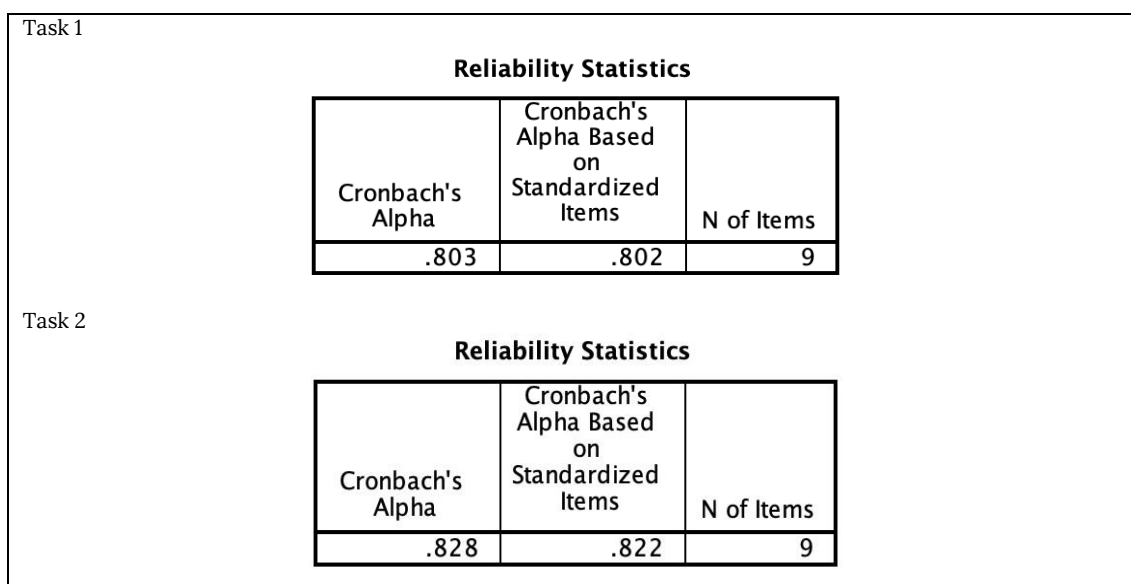 Task 1
Reliability Statistics
Cronbach's
Alpha
Cronbach's
Alpha Based
on
Standardized
Items
N of Items
.803 .802 9
Task 2
Reliability Statistics
Cronbach's
Alpha
Cronbach's
Alpha Based
on
Standardized
Items
N of Items
.828 .822 9